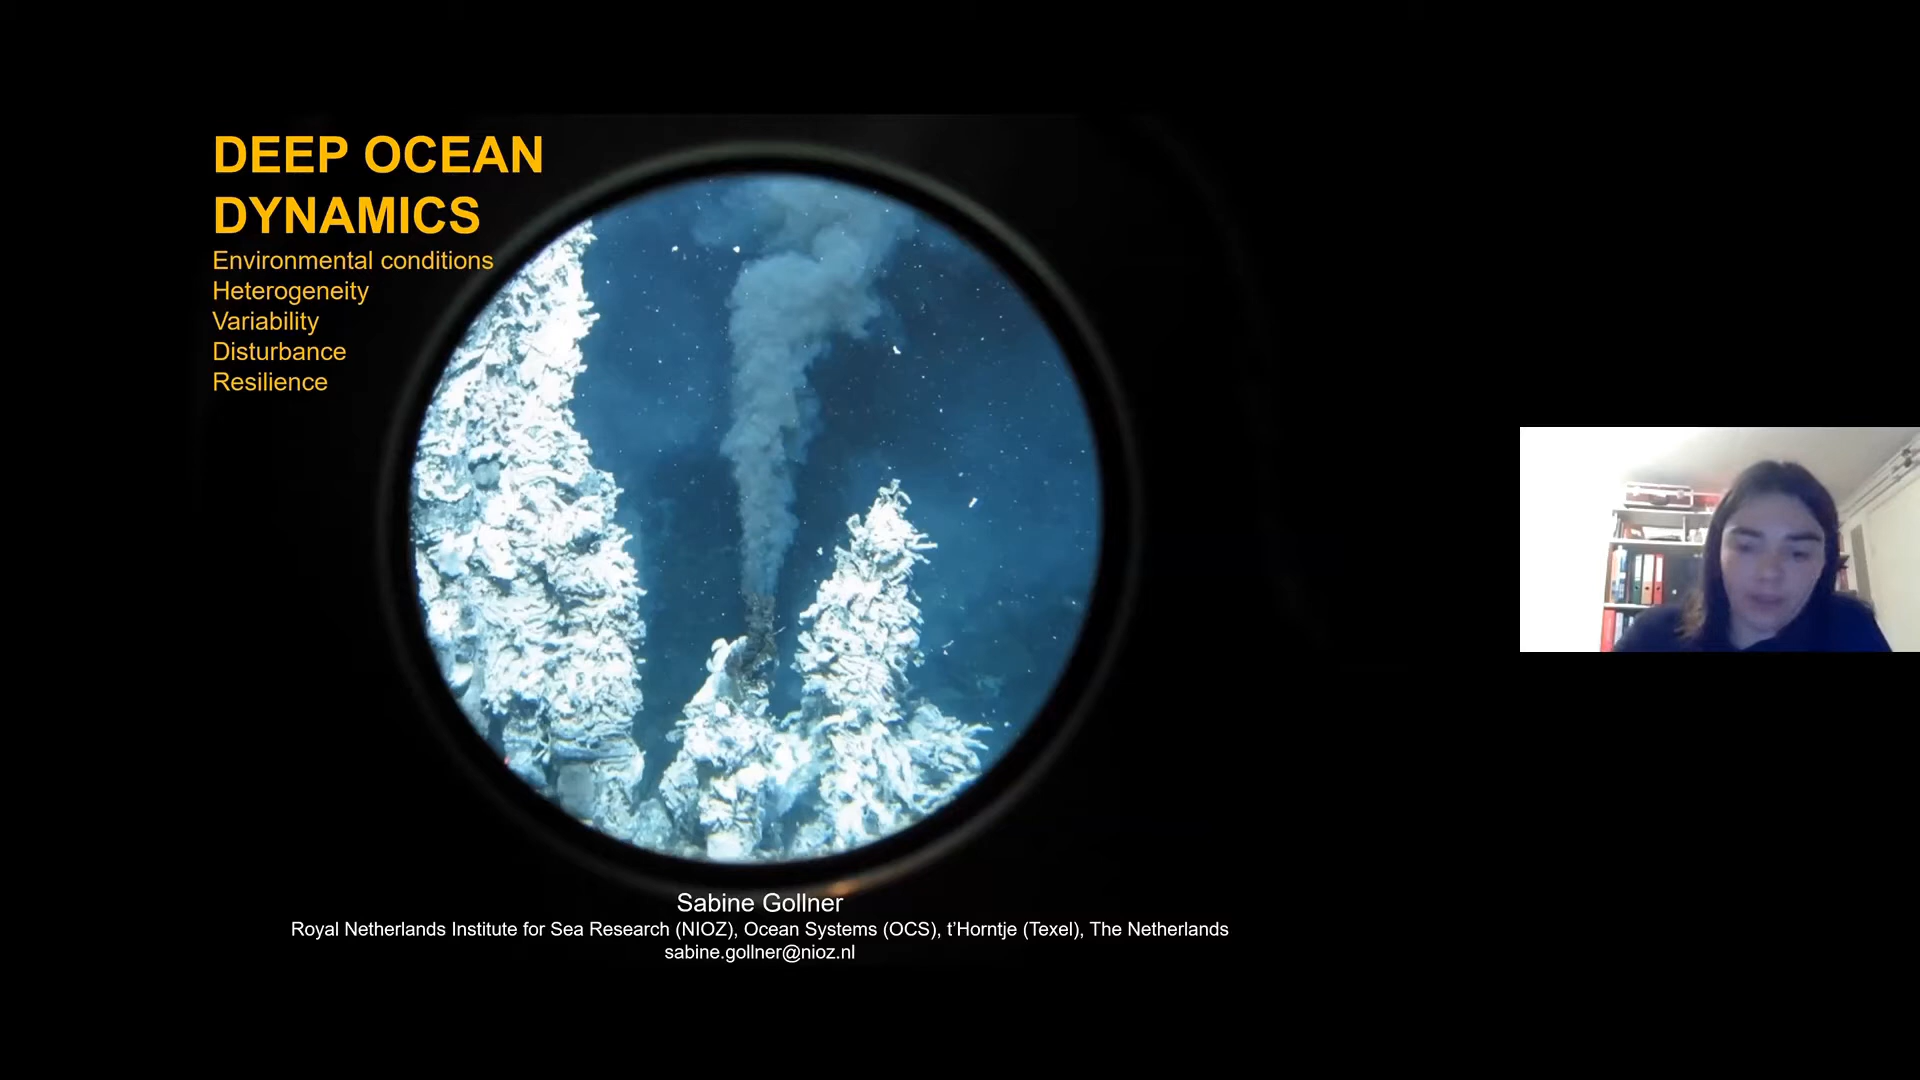 DEEP OCEAN
DYNAMICS
Environmental conditions
Heterogeneity
Variability
Disturbance
Resilience
Sabine Gollner
Royal Netherlands Institute for Sea Research (NIOZ), Ocean Systems (OCS), t'Horntje (Texel), The Netherlands
sabine.gollner@nioz.nl